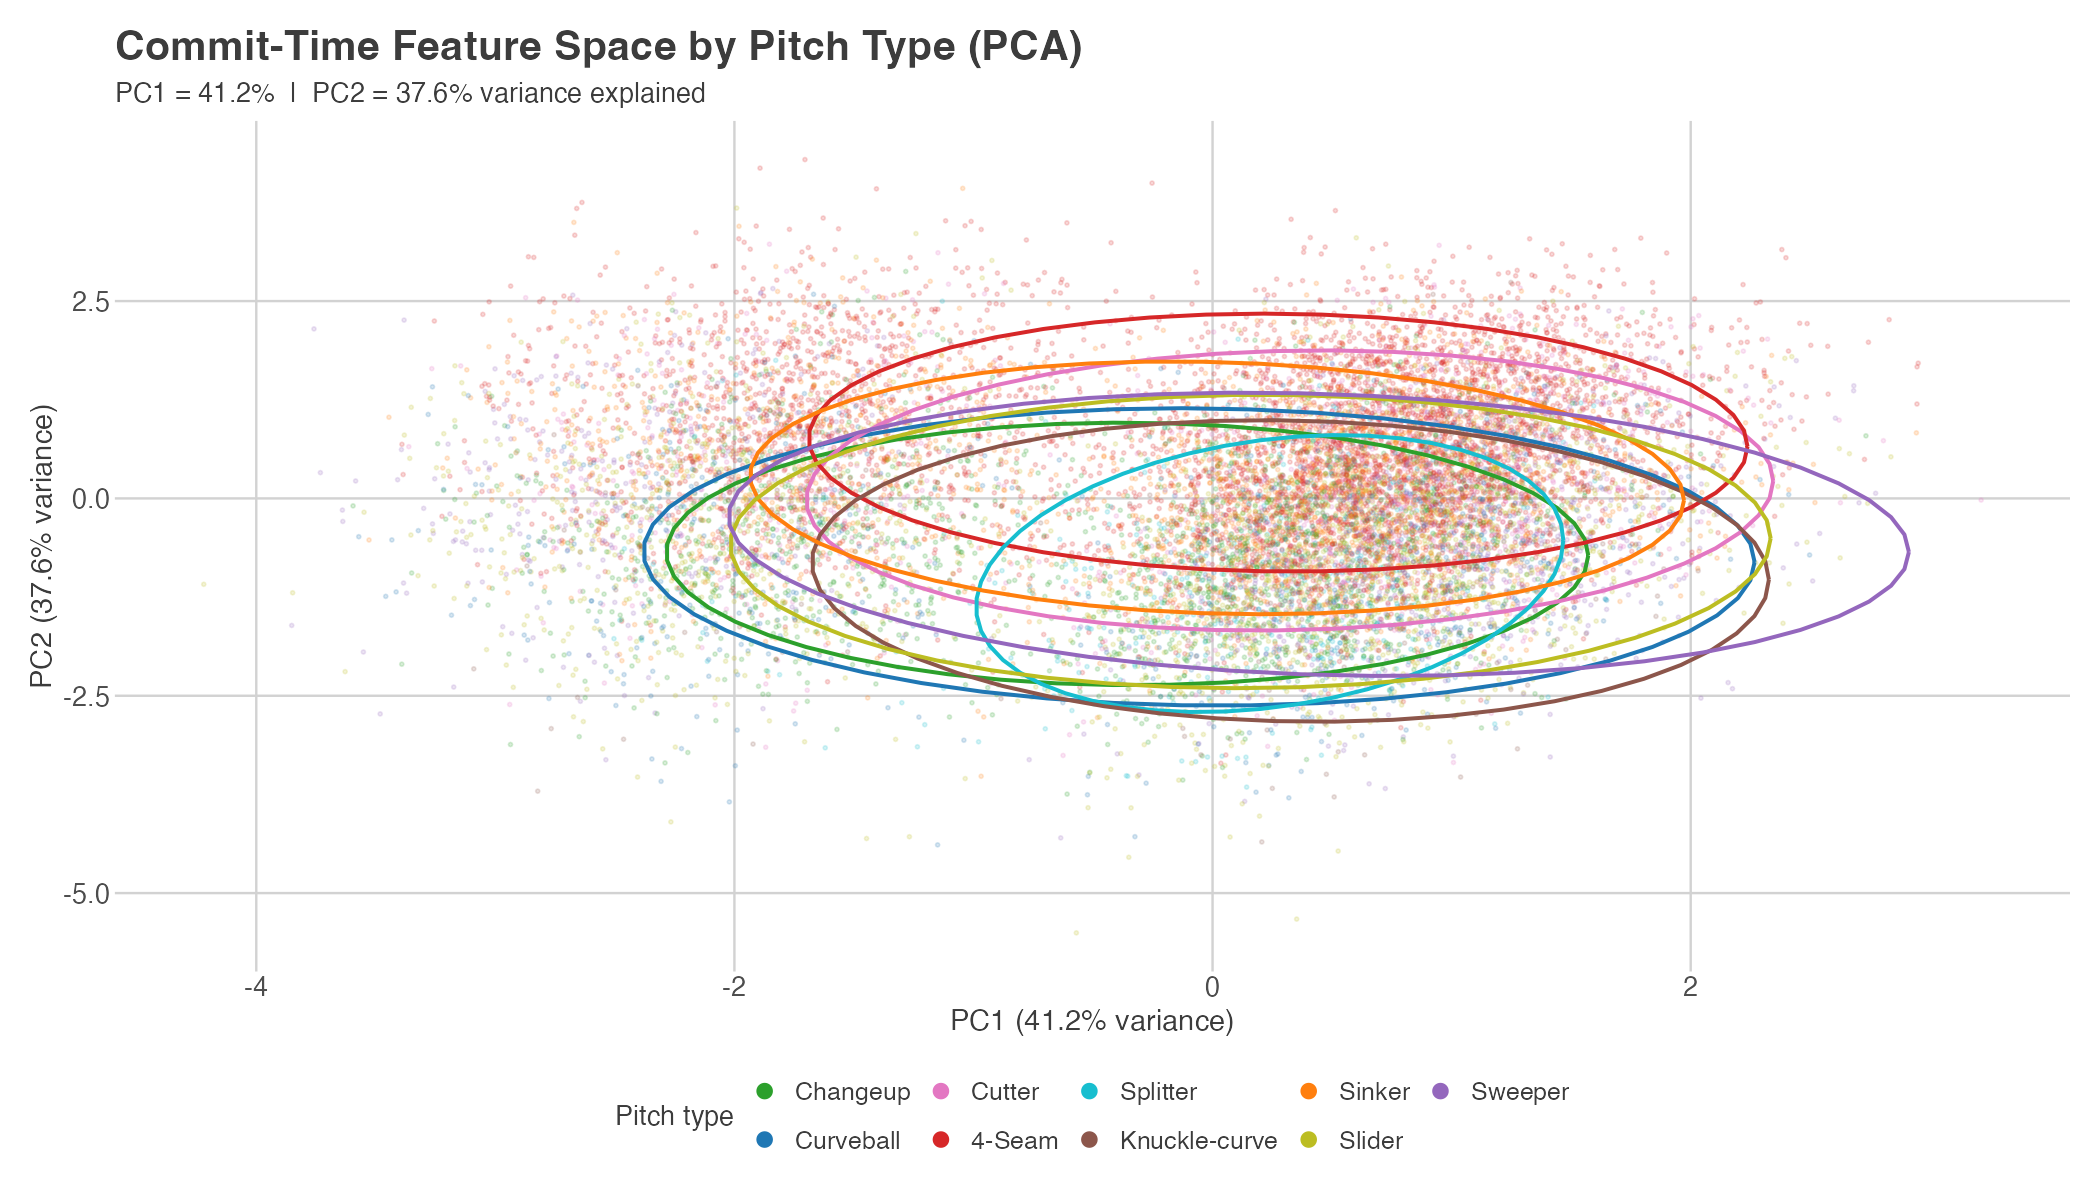 Commit-Time Feature Space by Pitch Type (PCA)
PC1 = 41.2% | PC2 = 37.6% variance explained
PC2 (37.6% variance)
2.5
0.0
-2.5
-5.0
-4 -2 0 2
PC1 (41.2% variance)
Pitch type
Changeup Cutter Splitter Sinker Sweeper
Curveball 4-Seam Knuckle-curve Slider